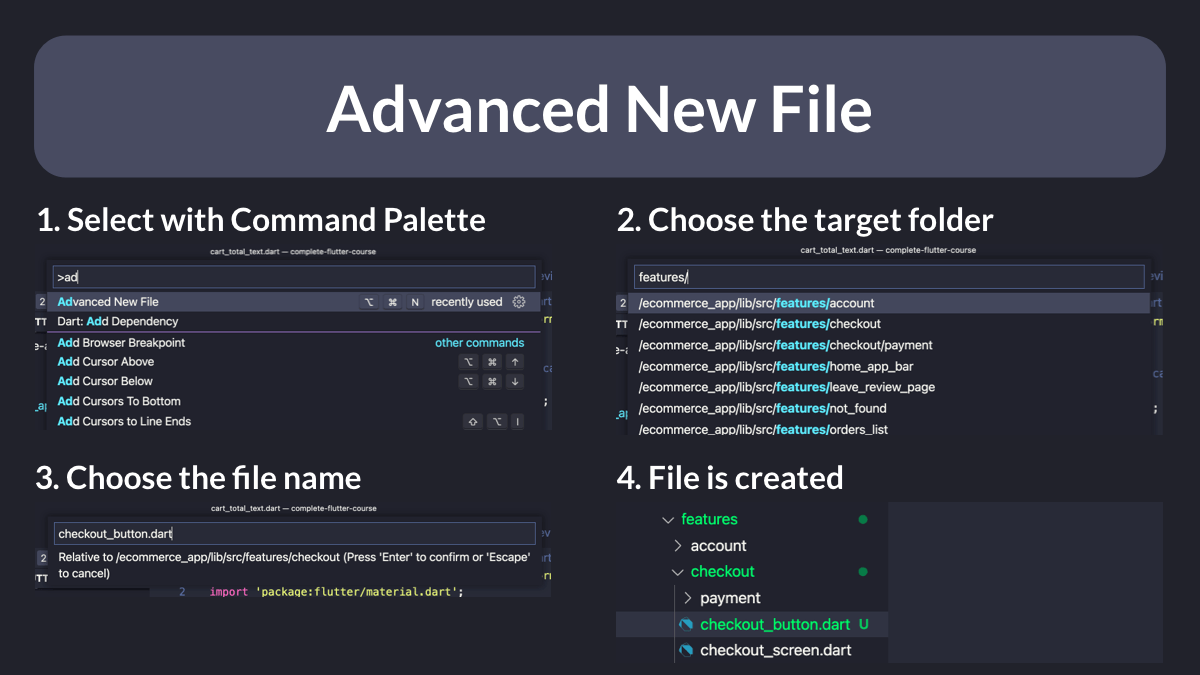 Advanced New File
1. Select with Command Palette
cart_total_text.dart — complete-flutter-course
>ad
2
Advanced New File ⌥ ⌘ N recently used
Dart: Add Dependency
Add Browser Breakpoint other commands
Add Cursor Above ⌥ ⌘ ↑
Add Cursor Below ⌥ ⌘ ↓
Add Cursors To Bottom
Add Cursors to Line Ends ⇧ ⌥ I
2. Choose the target folder
cart_total_text.dart — complete-flutter-course
features/
2
/ecommerce_app/lib/src/features/account
/ecommerce_app/lib/src/features/checkout
/ecommerce_app/lib/src/features/checkout/payment
/ecommerce_app/lib/src/features/home_app_bar
/ecommerce_app/lib/src/features/leave_review_page
/ecommerce_app/lib/src/features/not_found
/ecommerce_app/lib/src/features/orders_list
3. Choose the file name
cart_total_text.dart — complete-flutter-course
checkout_button.dart
2
Relative to /ecommerce_app/lib/src/features/checkout (Press 'Enter' to confirm or 'Escape'
to cancel)
2 import 'package:flutter/material.dart';
4. File is created
features
account
checkout
payment
checkout_button.dart U
checkout_screen.dart